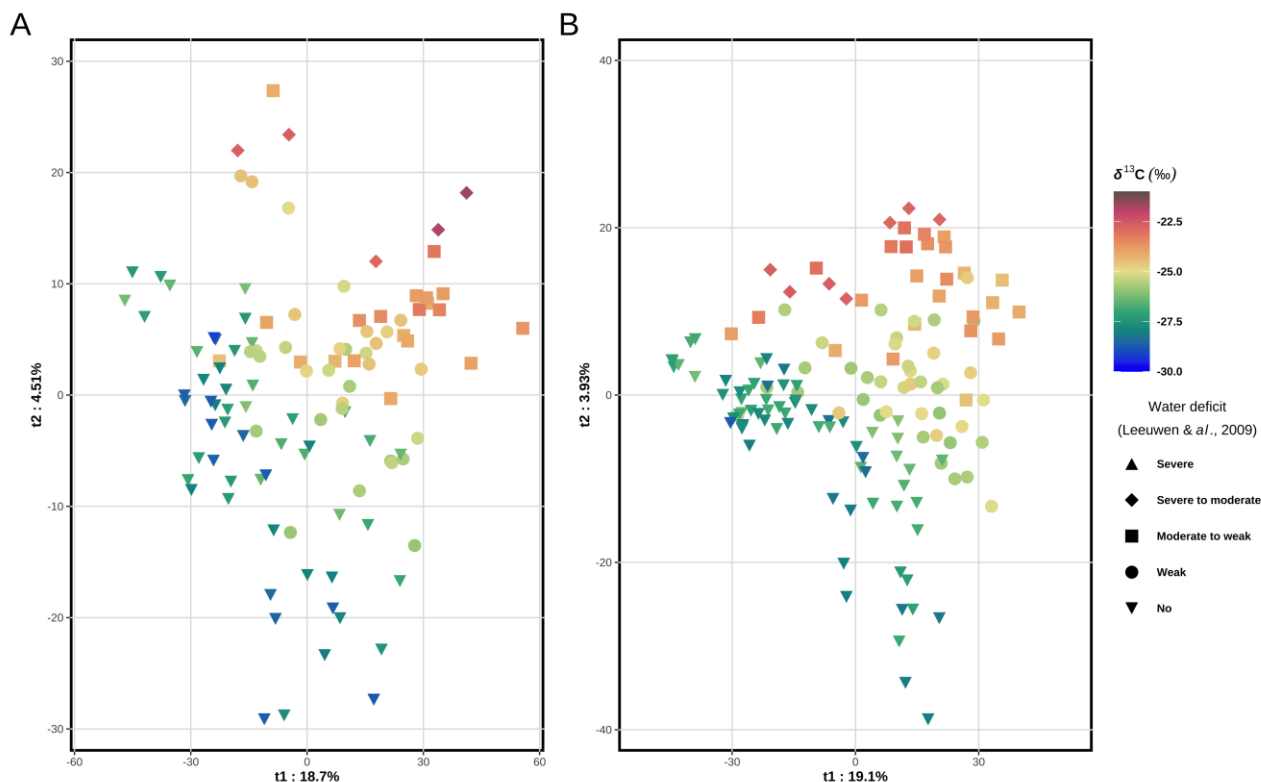 A
B
30
20
10
0
-10
-20
-30
t2 : 4.51%
-60
-30
0
30
60
t1 : 18.7%
40
20
0
-20
-40
t2 : 3.93%
-30
0
30
t1 : 19.1%
δ¹³C (‰)
-22.5
-25.0
-27.5
-30.0
Water deficit
(Leeuwen & al., 2009)
Severe
Severe to moderate
Moderate to weak
Weak
No